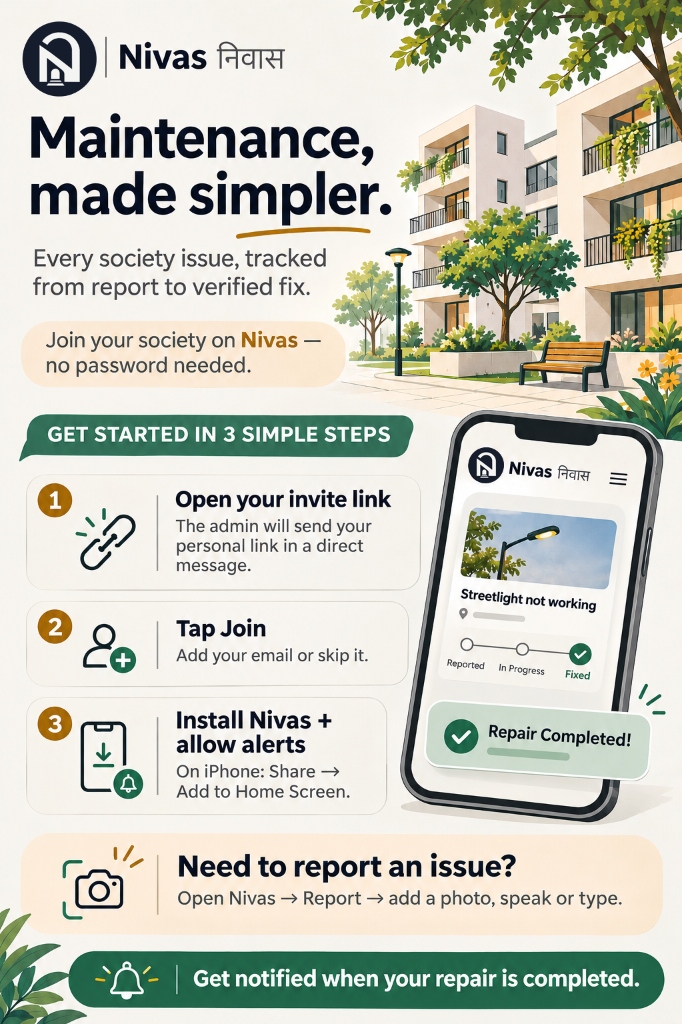 Nivas निवास
Maintenance,
made simpler.
Every society issue, tracked
from report to verified fix.
Join your society on Nivas —
no password needed.
GET STARTED IN 3 SIMPLE STEPS
1
Open your invite link
The admin will send your
personal link in a direct
message.
2
Tap Join
Add your email or skip it.
3
Install Nivas +
allow alerts
On iPhone: Share →
Add to Home Screen.
Nivas निवास
Streetlight not working
Reported In Progress Fixed
Repair Completed!
Need to report an issue?
Open Nivas → Report → add a photo, speak or type.
Get notified when your repair is completed.